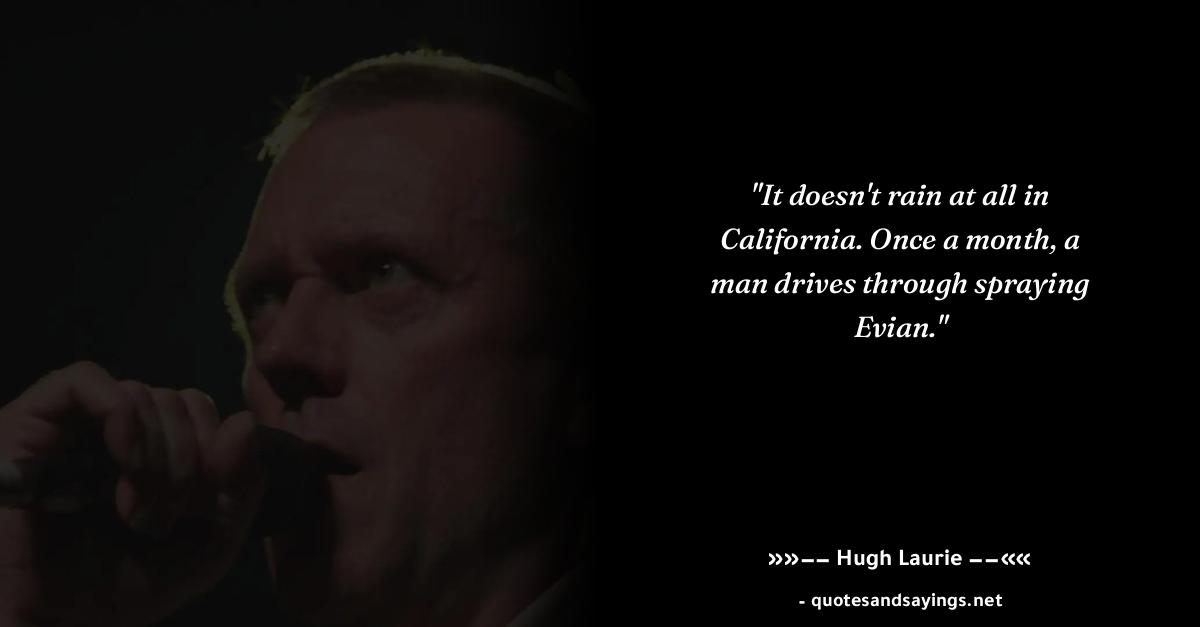 "It doesn't rain at all in
California. Once a month, a
man drives through spraying
Evian."
»»−− Hugh Laurie −−««
- quotesandsayings.net